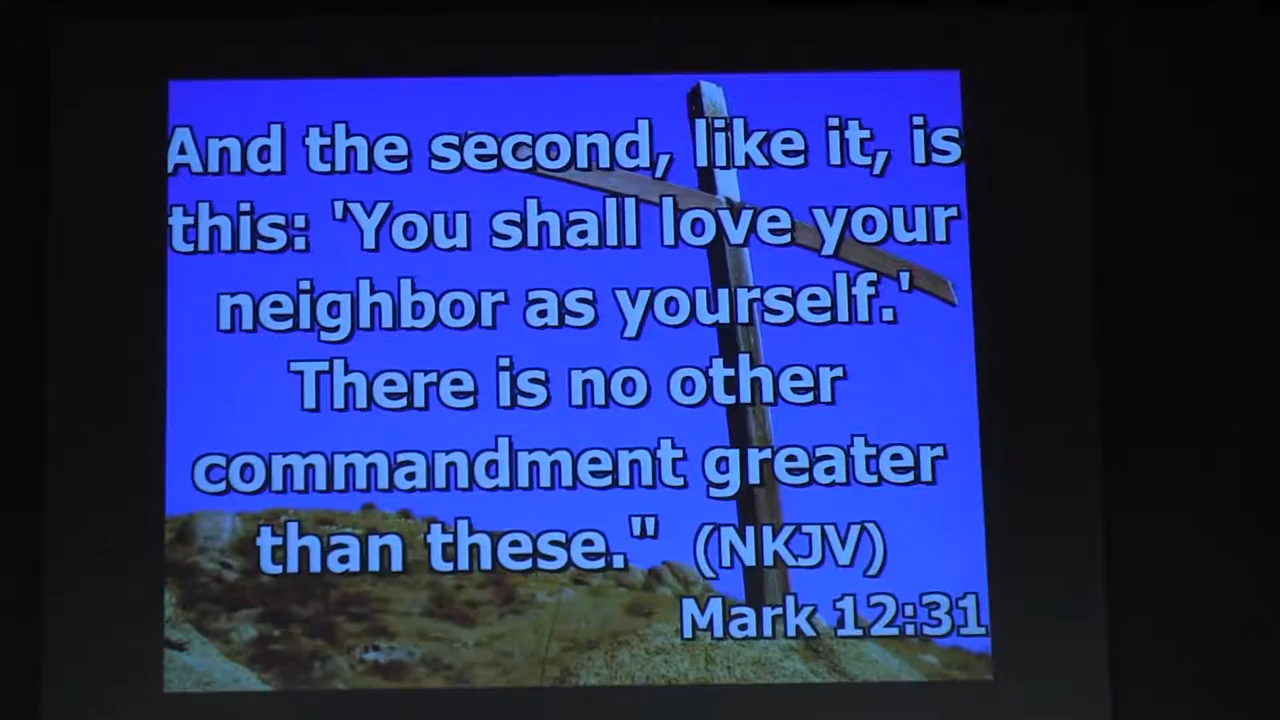 And the second, like it, is
this: 'You shall love your
neighbor as yourself.'
There is no other
commandment greater
than these." (NKJV)
Mark 12:31